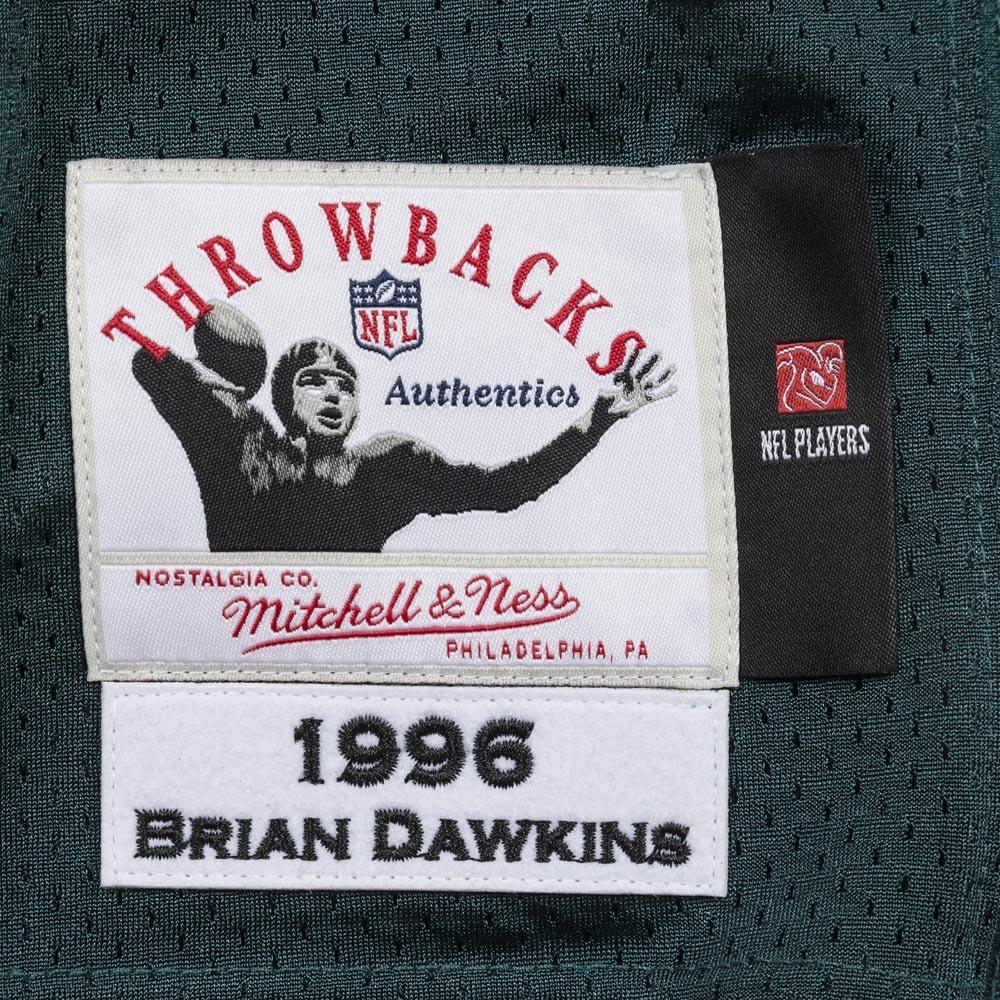 THROWBACKS
NFL
Authentics
NFL PLAYERS
NOSTALGIA CO.
Mitchell & Ness
PHILADELPHIA, PA
1996
BRIAN DAWKINS